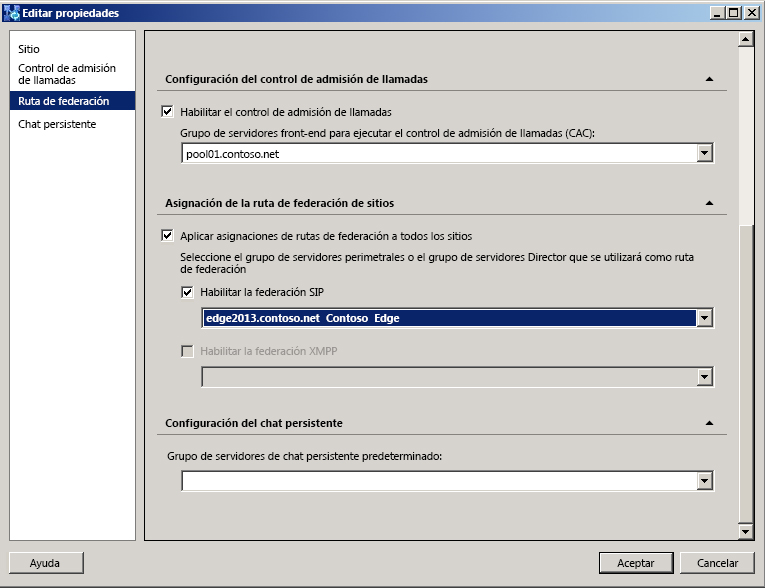 Editar propiedades
Sitio
Control de admisión
de llamadas
Ruta de federación
Chat persistente
Configuración del control de admisión de llamadas
Habilitar el control de admisión de llamadas
Grupo de servidores front-end para ejecutar el control de admisión de llamadas (CAC):
pool01.contoso.net
Asignación de la ruta de federación de sitios
Aplicar asignaciones de rutas de federación a todos los sitios
Seleccione el grupo de servidores perimetrales o el grupo de servidores Director que se utilizará como ruta
de federación
Habilitar la federación SIP
edge2013.contoso.net Contoso Edge
Habilitar la federación XMPP
Configuración del chat persistente
Grupo de servidores de chat persistente predeterminado:
Ayuda
Aceptar
Cancelar